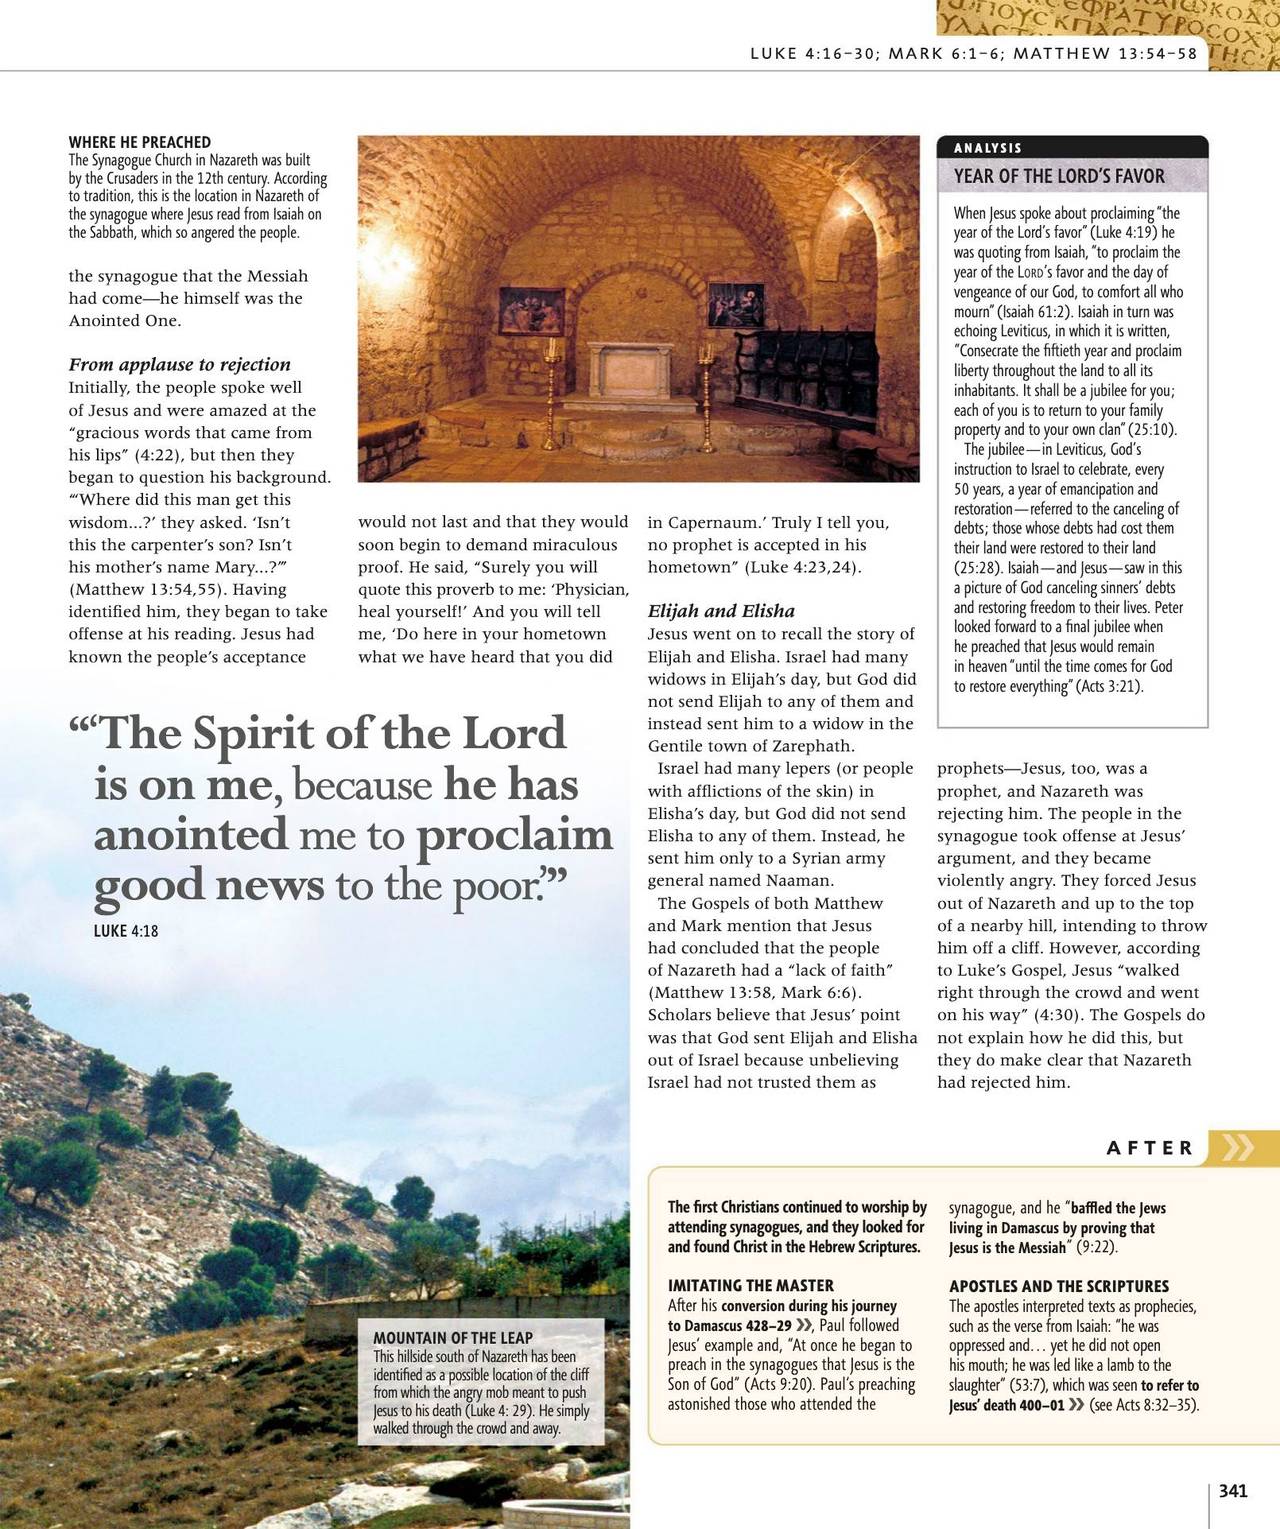 LUKE 4:16–30; MARK 6:1–6; MATTHEW 13:54–58
WHERE HE PREACHED
The Synagogue Church in Nazareth was built
by the Crusaders in the 12th century. According
to tradition, this is the location in Nazareth of
the synagogue where Jesus read from Isaiah on
the Sabbath, which so angered the people.
the synagogue that the Messiah
had come—he himself was the
Anointed One.
From applause to rejection
Initially, the people spoke well
of Jesus and were amazed at the
“gracious words that came from
his lips” (4:22), but then they
began to question his background.
“‘Where did this man get this
wisdom...?’ they asked. ‘Isn’t
this the carpenter’s son? Isn’t
his mother’s name Mary...?’”
(Matthew 13:54,55). Having
identified him, they began to take
offense at his reading. Jesus had
known the people’s acceptance
would not last and that they would
soon begin to demand miraculous
proof. He said, “Surely you will
quote this proverb to me: ‘Physician,
heal yourself!’ And you will tell
me, ‘Do here in your hometown
what we have heard that you did
in Capernaum.’ Truly I tell you,
no prophet is accepted in his
hometown” (Luke 4:23,24).
Elijah and Elisha
Jesus went on to recall the story of
Elijah and Elisha. Israel had many
widows in Elijah’s day, but God did
not send Elijah to any of them and
instead sent him to a widow in the
Gentile town of Zarephath.
Israel had many lepers (or people
with afflictions of the skin) in
Elisha’s day, but God did not send
Elisha to any of them. Instead, he
sent him only to a Syrian army
general named Naaman.
The Gospels of both Matthew
and Mark mention that Jesus
had concluded that the people
of Nazareth had a “lack of faith”
(Matthew 13:58, Mark 6:6).
Scholars believe that Jesus’ point
was that God sent Elijah and Elisha
out of Israel because unbelieving
Israel had not trusted them as
prophets—Jesus, too, was a
prophet, and Nazareth was
rejecting him. The people in the
synagogue took offense at Jesus’
argument, and they became
violently angry. They forced Jesus
out of Nazareth and up to the top
of a nearby hill, intending to throw
him off a cliff. However, according
to Luke’s Gospel, Jesus “walked
right through the crowd and went
on his way” (4:30). The Gospels do
not explain how he did this, but
they do make clear that Nazareth
had rejected him.
ANALYSIS
YEAR OF THE LORD’S FAVOR
When Jesus spoke about proclaiming “the
year of the Lord’s favor” (Luke 4:19) he
was quoting from Isaiah, “to proclaim the
year of the LORD’s favor and the day of
vengeance of our God, to comfort all who
mourn” (Isaiah 61:2). Isaiah in turn was
echoing Leviticus, in which it is written,
“Consecrate the fiftieth year and proclaim
liberty throughout the land to all its
inhabitants. It shall be a jubilee for you;
each of you is to return to your family
property and to your own clan” (25:10).
The jubilee—in Leviticus, God’s
instruction to Israel to celebrate, every
50 years, a year of emancipation and
restoration—referred to the canceling of
debts; those whose debts had cost them
their land were restored to their land
(25:28). Isaiah—and Jesus—saw in this
a picture of God canceling sinners’ debts
and restoring freedom to their lives. Peter
looked forward to a final jubilee when
he preached that Jesus would remain
in heaven “until the time comes for God
to restore everything” (Acts 3:21).
“‘The Spirit of the Lord
is on me, because he has
anointed me to proclaim
good news to the poor.’”
LUKE 4:18
MOUNTAIN OF THE LEAP
This hillside south of Nazareth has been
identified as a possible location of the cliff
from which the angry mob meant to push
Jesus to his death (Luke 4: 29). He simply
walked through the crowd and away.
AFTER
The first Christians continued to worship by
attending synagogues, and they looked for
and found Christ in the Hebrew Scriptures.
IMITATING THE MASTER
After his conversion during his journey
to Damascus 428–29 ❯❯, Paul followed
Jesus’ example and, “At once he began to
preach in the synagogues that Jesus is the
Son of God” (Acts 9:20). Paul’s preaching
astonished those who attended the
synagogue, and he “baffled the Jews
living in Damascus by proving that
Jesus is the Messiah” (9:22).
APOSTLES AND THE SCRIPTURES
The apostles interpreted texts as prophecies,
such as the verse from Isaiah: “he was
oppressed and… yet he did not open
his mouth; he was led like a lamb to the
slaughter” (53:7), which was seen to refer to
Jesus’ death 400–01 ❯❯ (see Acts 8:32–35).
341